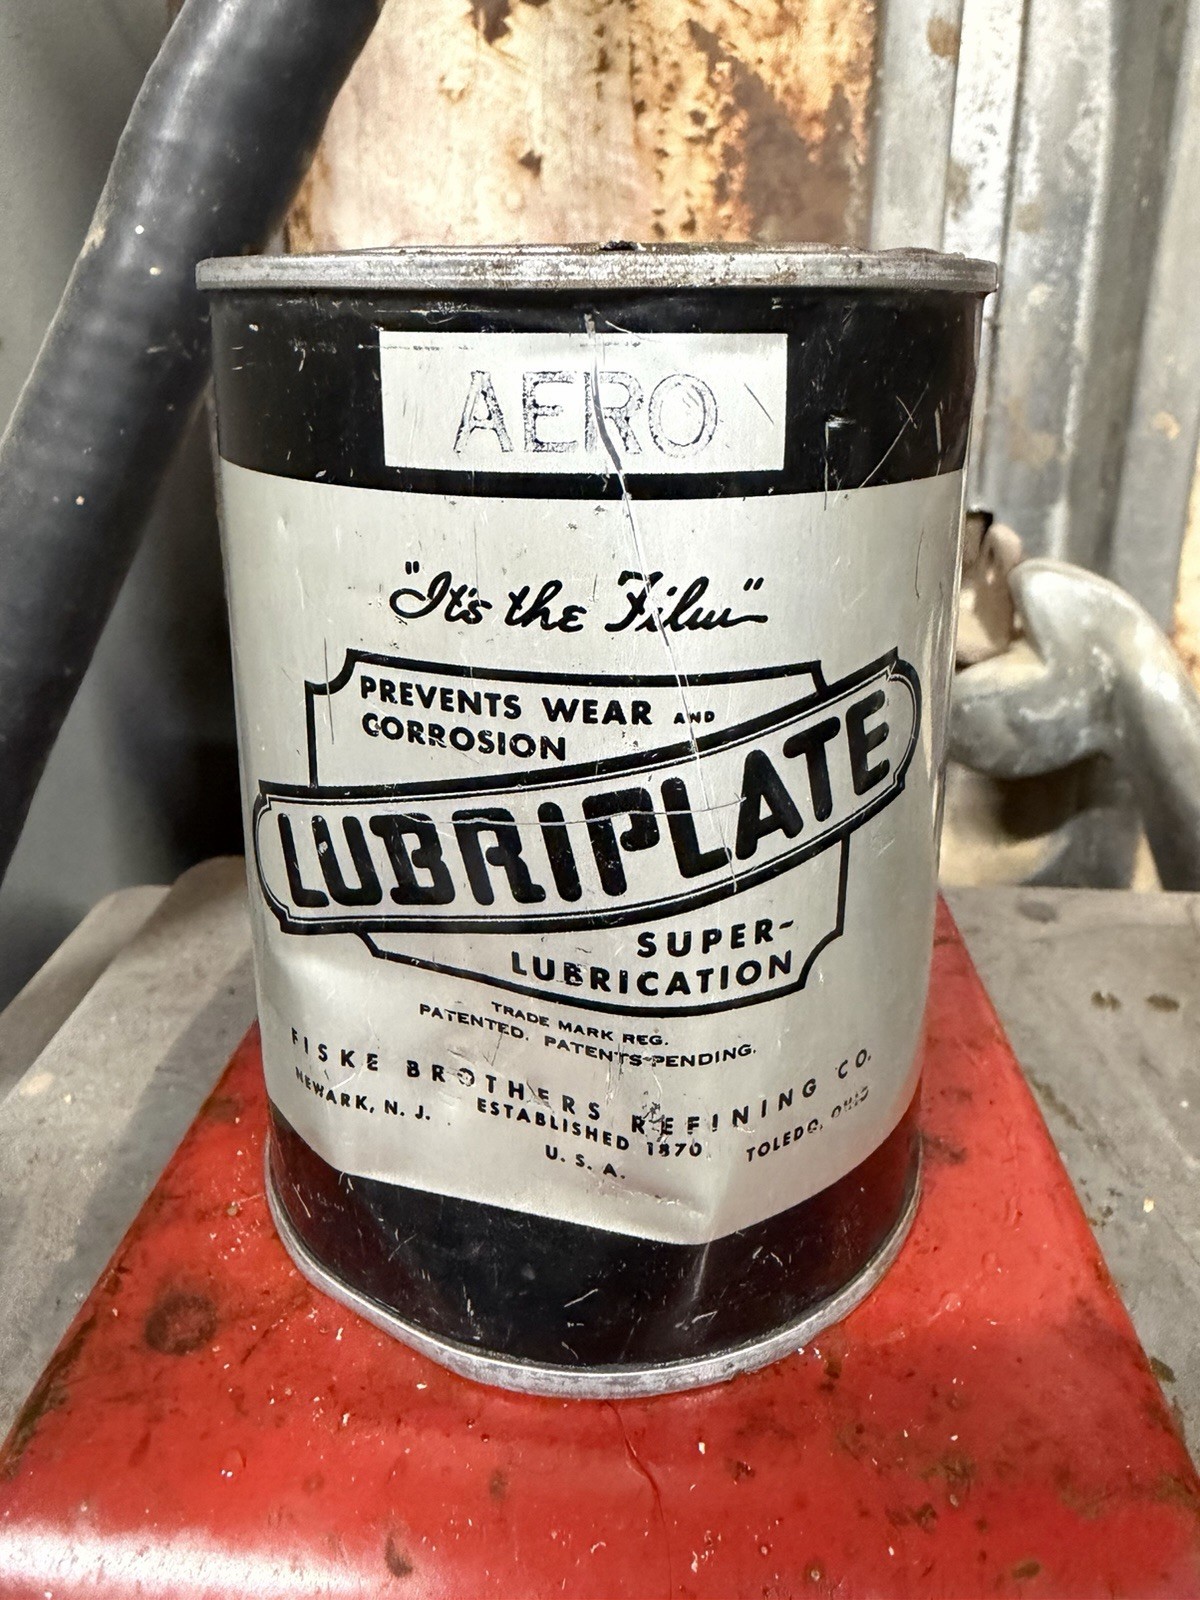 AERO
"It's the Film"
PREVENTS WEAR AND
CORROSION
LUBRIPLATE
SUPER-
LUBRICATION
TRADE MARK REG.
PATENTED. PATENTS PENDING.
FISKE BROTHERS REFINING CO.
NEWARK, N. J. ESTABLISHED 1870 TOLEDO, OHIO
U. S. A.